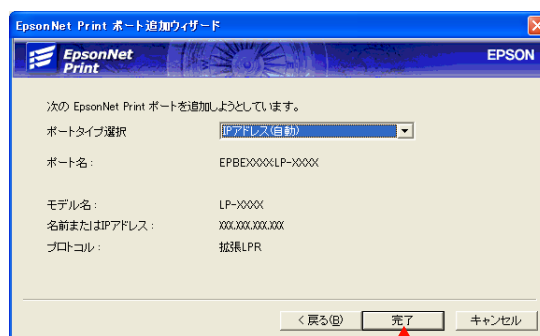 EpsonNet Print ポート追加ウィザード
EpsonNet
Print
EPSON
次の EpsonNet Print ポートを追加しようとしています。
ポートタイプ選択 IPアドレス(自動)
ポート名： EPBEXXXXLP-XXXX
モデル名： LP-XXXX
名前またはIPアドレス： XXX.XXX.XXX.XXX
プロトコル： 拡張LPR
< 戻る(B) 完了 キャンセル